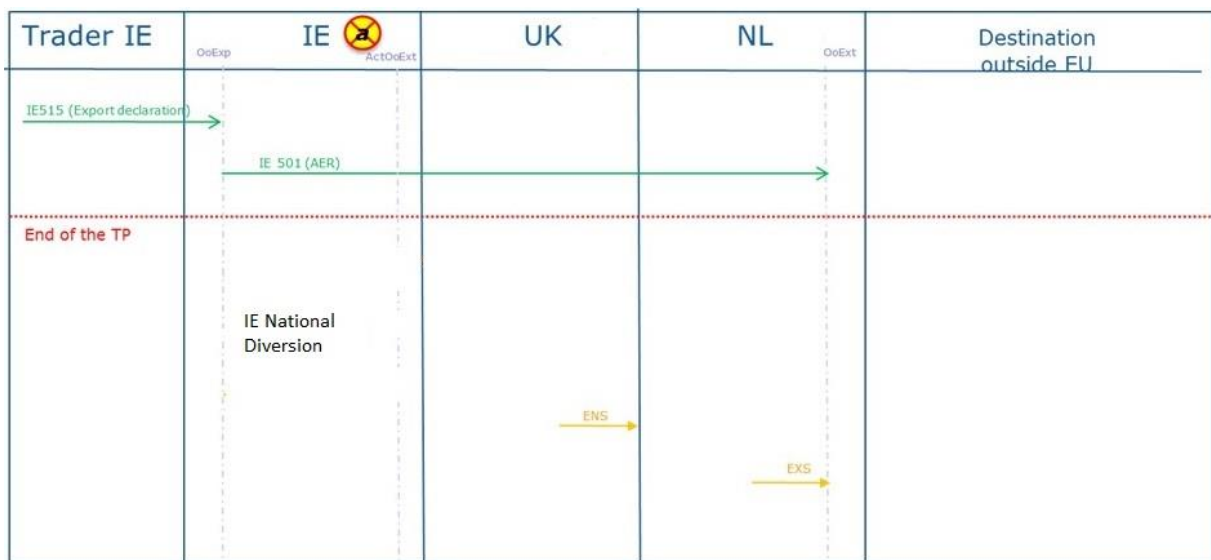 Trader IE
IE a
UK
NL
Destination
outside EU
OoExp
ActOoExt
OoExt
IE515 (Export declaration)
IE 501 (AER)
End of the TP
IE National
Diversion
ENS
EXS